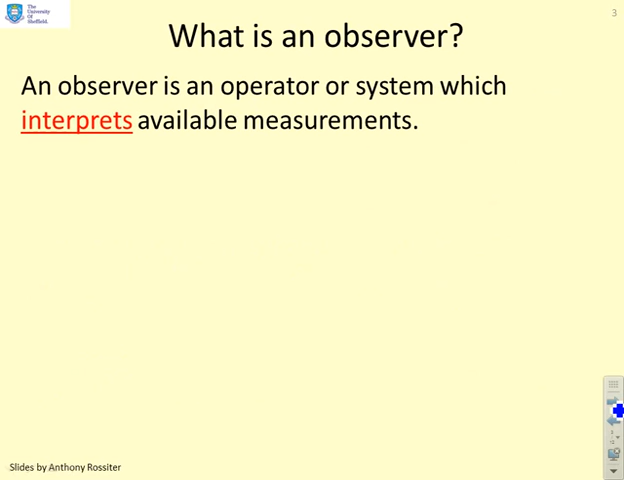 The
University
Of
Sheffield.
3
What is an observer?
An observer is an operator or system which
interprets available measurements.
Slides by Anthony Rossiter